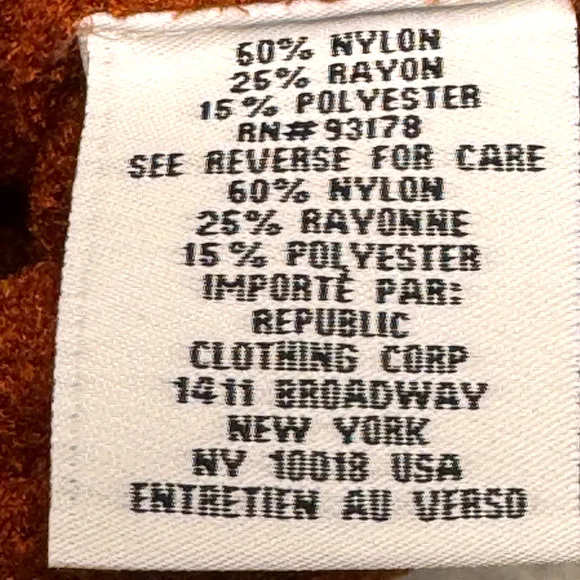 60% NYLON
25% RAYON
15% POLYESTER
RN#93178
SEE REVERSE FOR CARE
60% NYLON
25% RAYONNE
15% POLYESTER
IMPORTÉ PAR:
REPUBLIC
CLOTHING CORP
1411 BROADWAY
NEW YORK
NY 10018 USA
ENTRETIEN AU VERSO